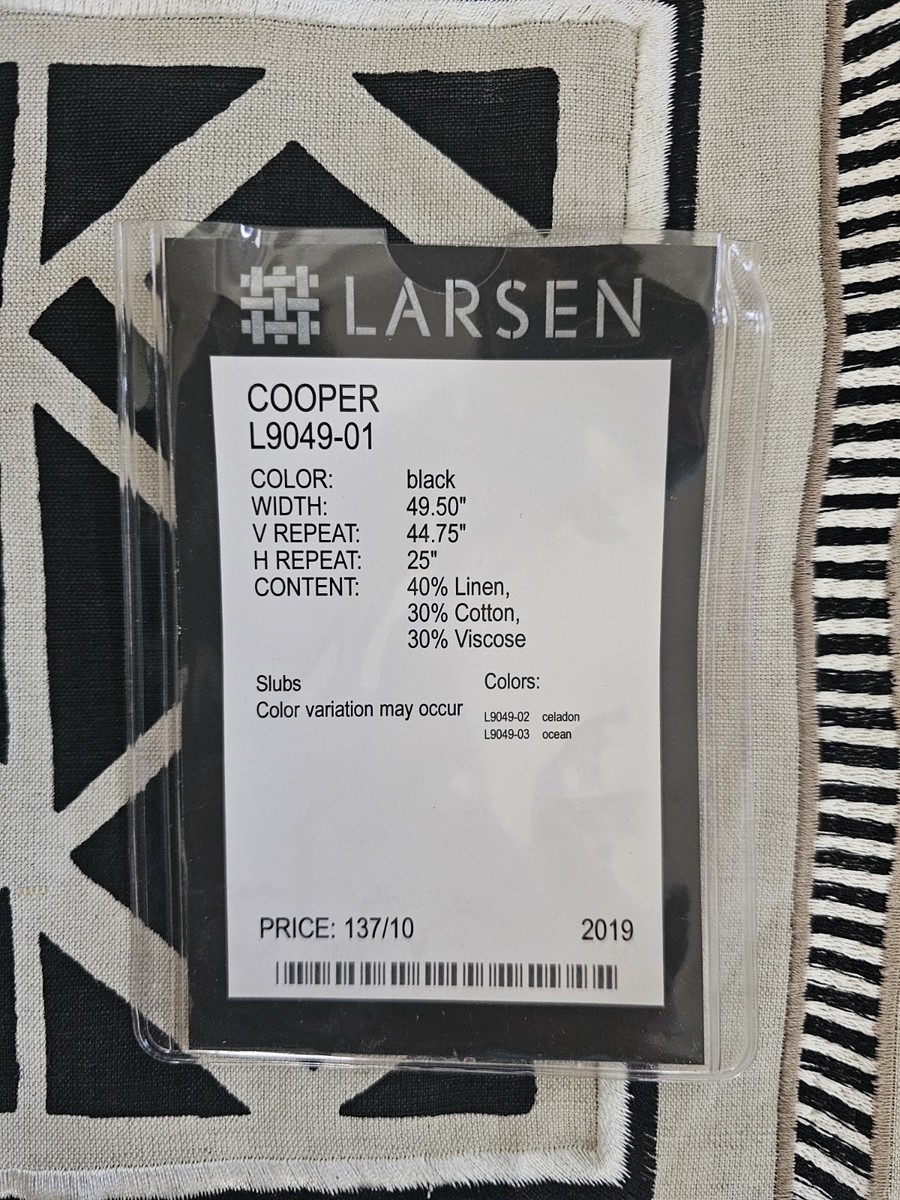 LARSEN
COOPER
L9049-01
COLOR: black
WIDTH: 49.50"
V REPEAT: 44.75"
H REPEAT: 25"
CONTENT: 40% Linen,
30% Cotton,
30% Viscose
Slubs
Color variation may occur
Colors:
L9049-02 celadon
L9049-03 ocean
PRICE: 137/10 2019